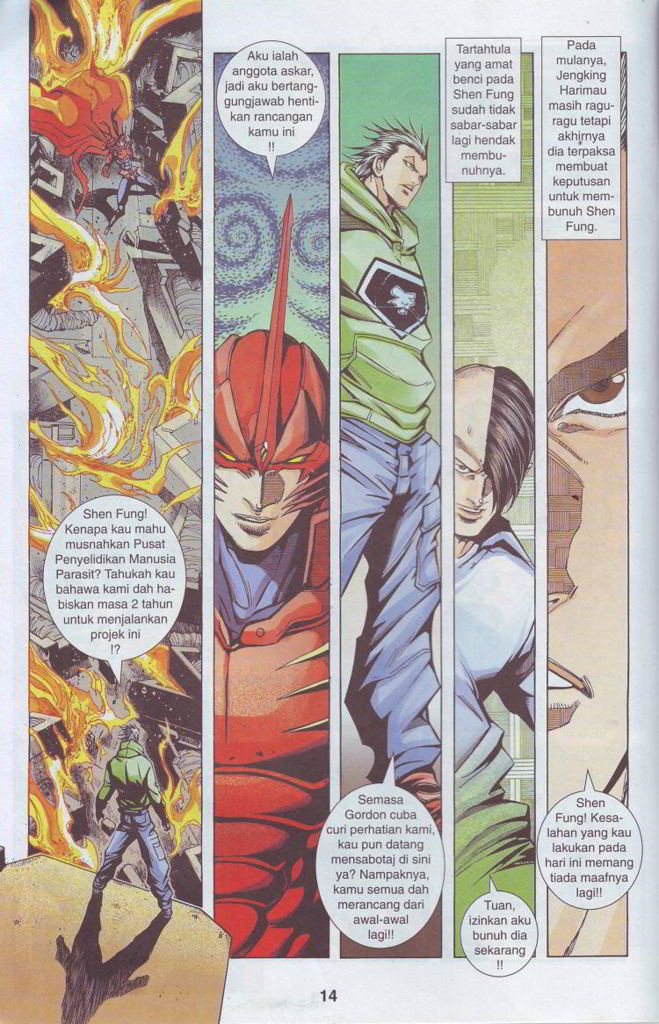 Shen Fung!
Kenapa kau mahu
musnahkan Pusat
Penyelidikan Manusia
Parasit? Tahukah kau
bahawa kami dah ha-
biskan masa 2 tahun
untuk menjalankan
projek ini
!?
Aku ialah
anggota askar,
jadi aku bertang-
gungjawab henti-
kan rancangan
kamu ini
!!
Semasa
Gordon cuba
curi perhatian kami,
kau pun datang
mensabotaj di sini
ya? Nampaknya,
kamu semua dah
merancang dari
awal-awal
lagi!!
Tartahtula
yang amat
benci pada
Shen Fung
sudah tidak
sabar-sabar
lagi hendak
membu-
nuhnya.
Tuan,
izinkan aku
bunuh dia
sekarang
!!
Pada
mulanya,
Jengking
Harimau
masih ragu-
ragu tetapi
akhirnya
dia terpaksa
membuat
keputusan
untuk mem-
bunuh Shen
Fung.
Shen
Fung! Kesa-
lahan yang kau
lakukan pada
hari ini memang
tiada maafnya
lagi!!
14